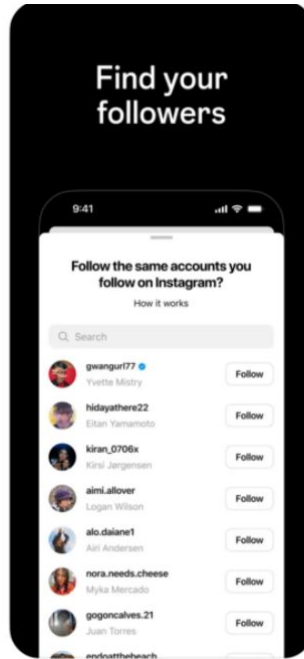 Find your
followers
9:41
Follow the same accounts you
follow on Instagram?
How it works
Search
gwangurl77
Yvette Mistry
Follow
hidayathere22
Eitan Yamamoto
Follow
kiran_0706x
Kirsi Jørgensen
Follow
aimi.allover
Logan Wilson
Follow
alo.daiane1
Airi Andersen
Follow
nora.needs.cheese
Myka Mercado
Follow
gogoncalves.21
Juan Torres
Follow
endoatthebeach